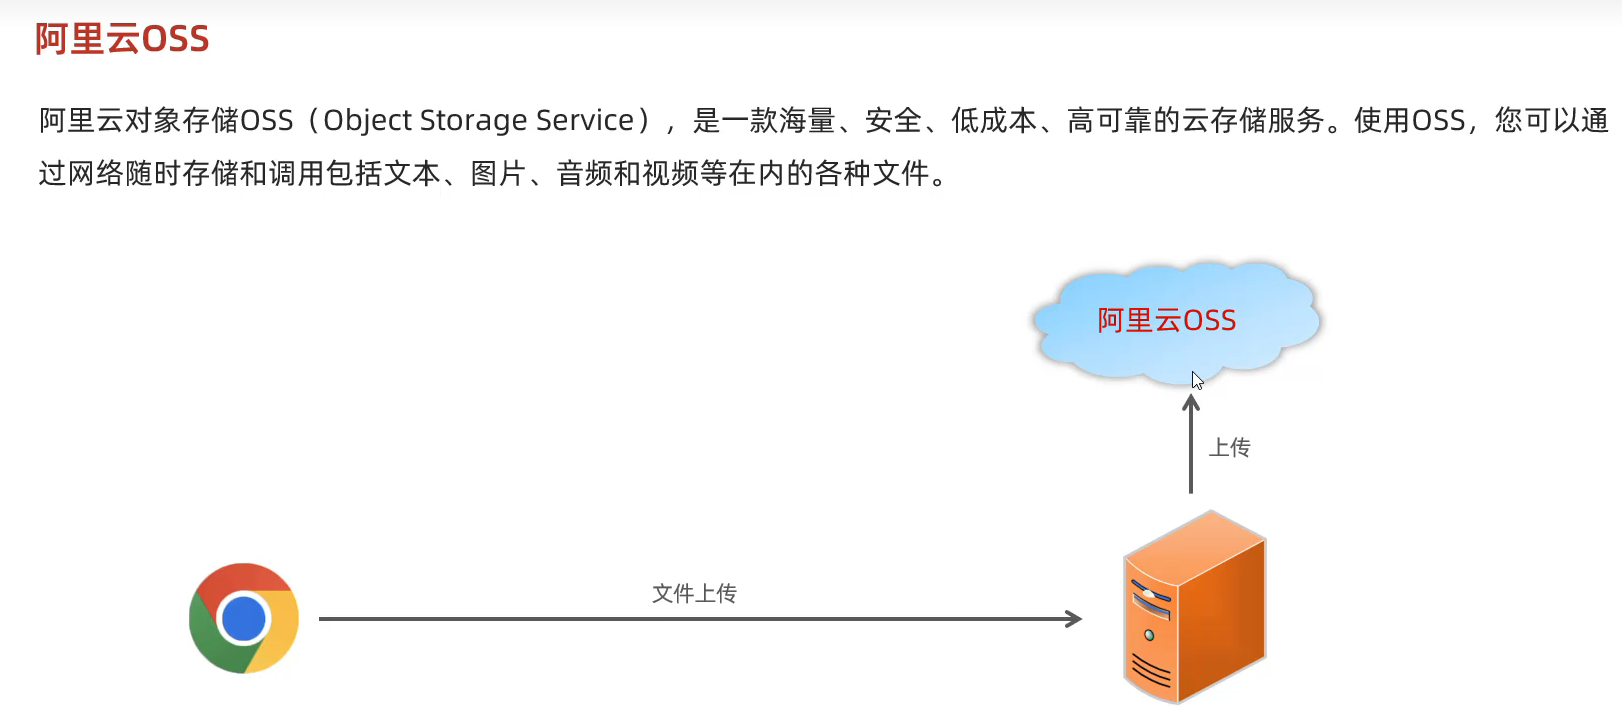 阿里云OSS
阿里云对象存储OSS（Object Storage Service），是一款海量、安全、低成本、高可靠的云存储服务。使用OSS，您可以通
过网络随时存储和调用包括文本、图片、音频和视频等在内的各种文件。
阿里云OSS
上传
文件上传